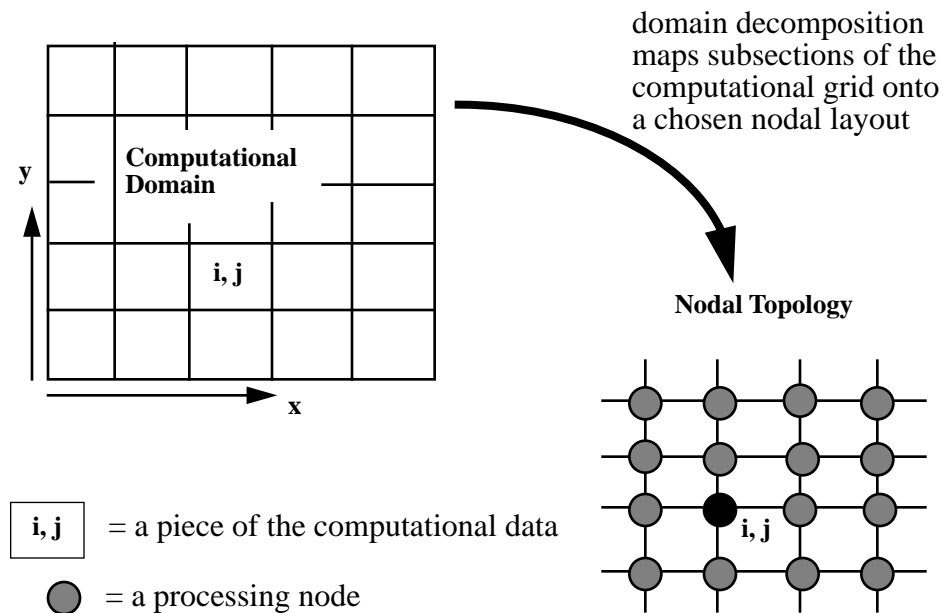 domain decomposition
maps subsections of the
computational grid onto
a chosen nodal layout
Computational
Domain
y
i, j
x
Nodal Topology
i, j
i, j = a piece of the computational data
= a processing node